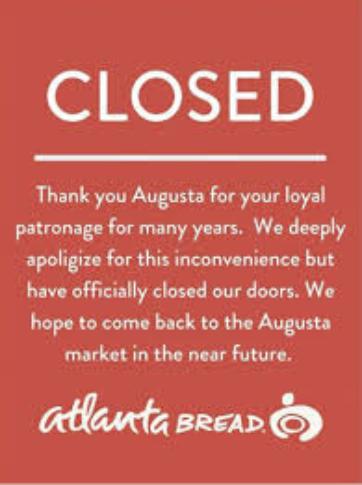 CLOSED
Thank you Augusta for your loyal
patronage for many years. We deeply
apoligize for this inconvenience but
have officially closed our doors. We
hope to come back to the Augusta
market in the near future.
atlanta BREAD.